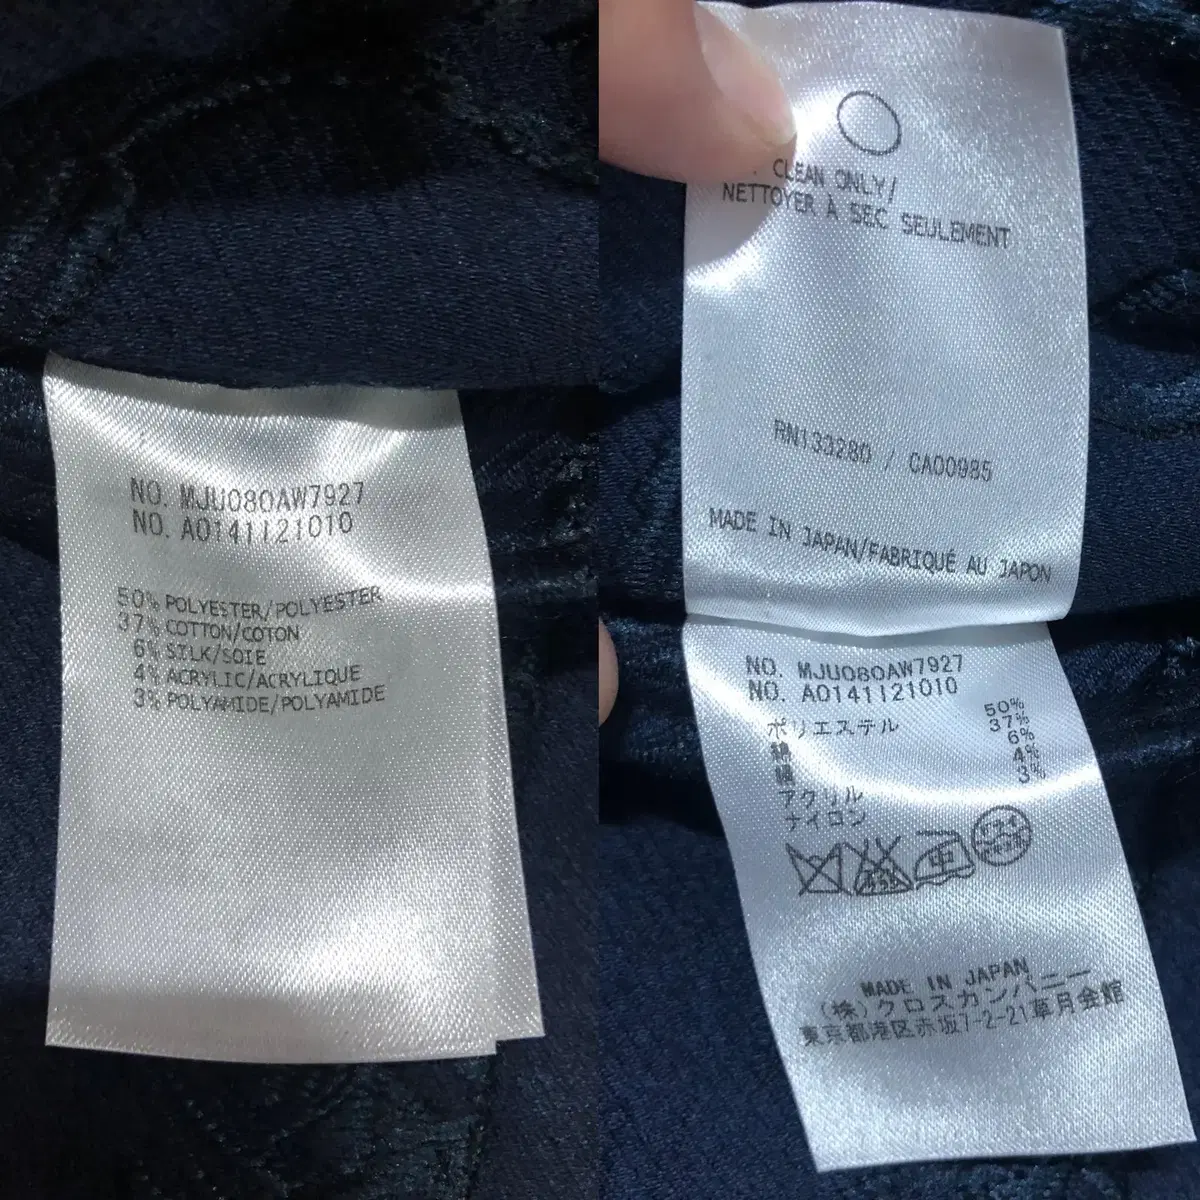 NO. MJU080AW7927
NO. A0141121010
50% POLYESTER/POLYESTER
37% COTTON/COTON
6% SILK/SOIE
4% ACRYLIC/ACRYLIQUE
3% POLYAMIDE/POLYAMIDE
CLEAN ONLY/
NETTOYER À SEC SEULEMENT
RN133280 / CA00985
MADE IN JAPAN/FABRIQUÉ AU JAPON
NO. MJU080AW7927
NO. A0141121010
ポリエステル 50%
綿 37%
絹 6%
アクリル 4%
ナイロン 3%
中
ドライ
MADE IN JAPAN
(株)クロスカンパニー
東京都港区赤坂7-2-21草月会館